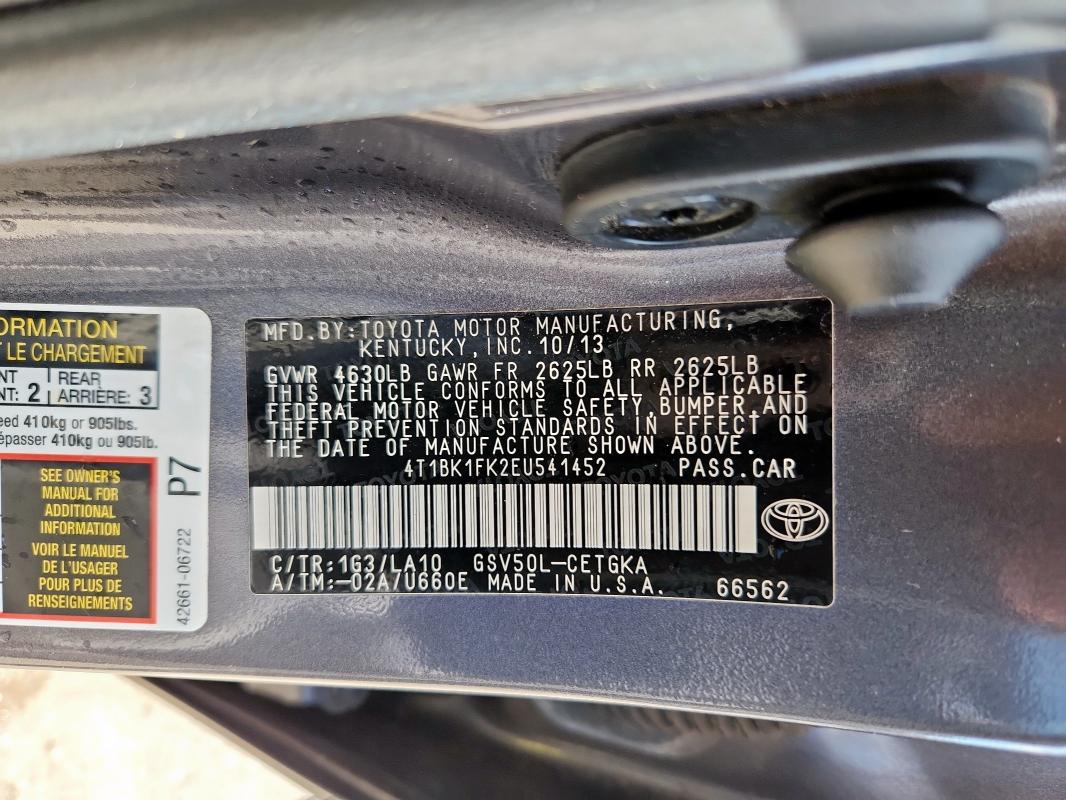 ORMATION
LE CHARGEMENT
NT 2 REAR
NT: ARRIÈRE: 3
eed 410kg or 905lbs.
épasser 410kg ou 905lb.
SEE OWNER'S
MANUAL FOR
ADDITIONAL
INFORMATION
VOIR LE MANUEL
DE L'USAGER
POUR PLUS DE
RENSEIGNEMENTS
P7
42661-06722
MFD.BY:TOYOTA MOTOR MANUFACTURING,
KENTUCKY,INC.10/13
GVWR 4630LB GAWR FR 2625LB RR 2625LB
THIS VEHICLE CONFORMS TO ALL APPLICABLE
FEDERAL MOTOR VEHICLE SAFETY,BUMPER,AND
THEFT PREVENTION STANDARDS IN EFFECT ON
THE DATE OF MANUFACTURE SHOWN ABOVE.
4T1BK1FK2EU541452 PASS.CAR
C/TR:1G3/LA10 GSV50L-CETGKA
A/TM:-02A/U660E MADE IN U.S.A. 66562